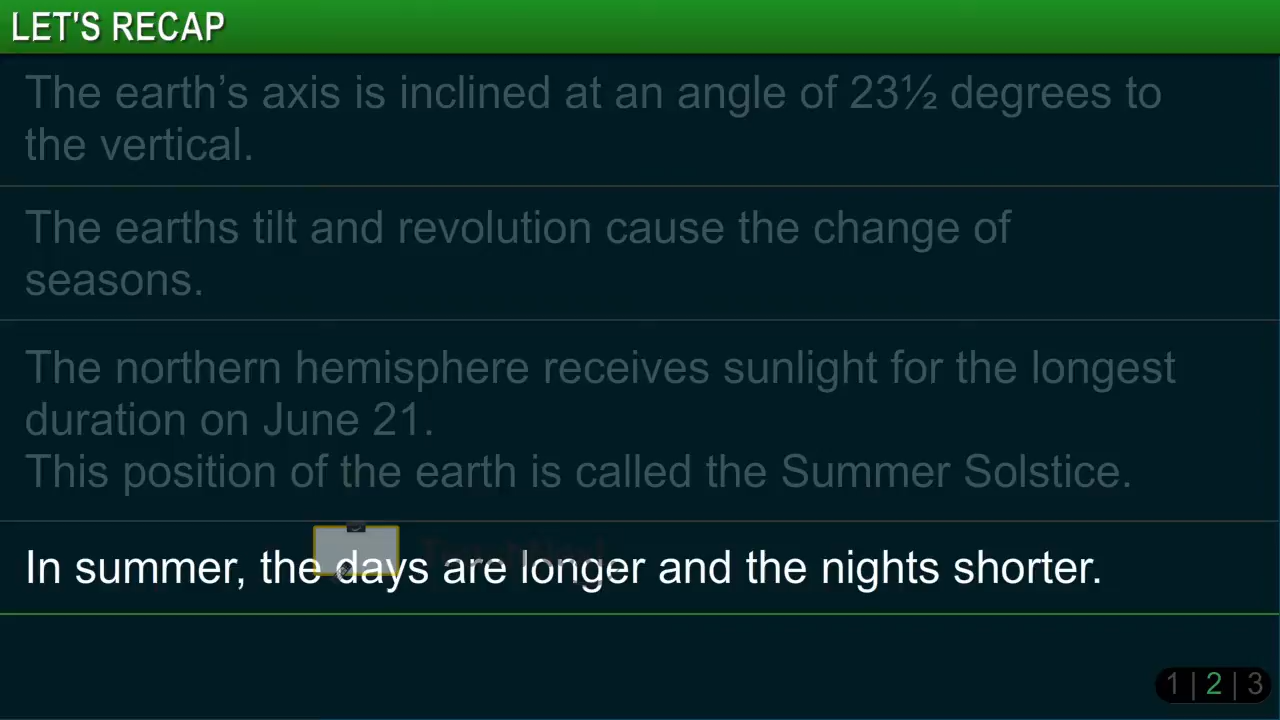 LET'S RECAP
The earth’s axis is inclined at an angle of 23½ degrees to
the vertical.
The earths tilt and revolution cause the change of
seasons.
The northern hemisphere receives sunlight for the longest
duration on June 21.
This position of the earth is called the Summer Solstice.
In summer, the days are longer and the nights shorter.
1 | 2 | 3